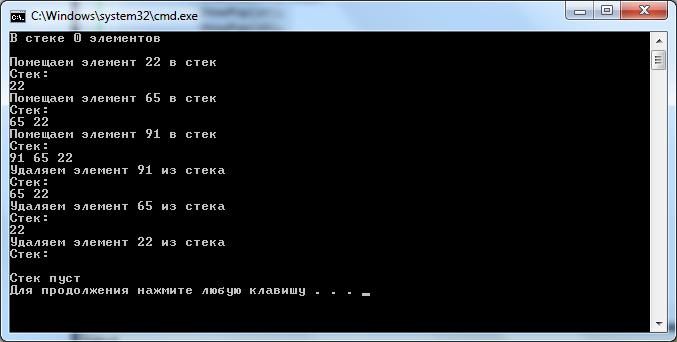 C:\Windows\system32\cmd.exe
В стеке 0 элементов
Помещаем элемент 22 в стек
Стек:
22
Помещаем элемент 65 в стек
Стек:
65 22
Помещаем элемент 91 в стек
Стек:
91 65 22
Удаляем элемент 91 из стека
Стек:
65 22
Удаляем элемент 65 из стека
Стек:
22
Удаляем элемент 22 из стека
Стек:
Стек пуст
Для продолжения нажмите любую клавишу . . . _